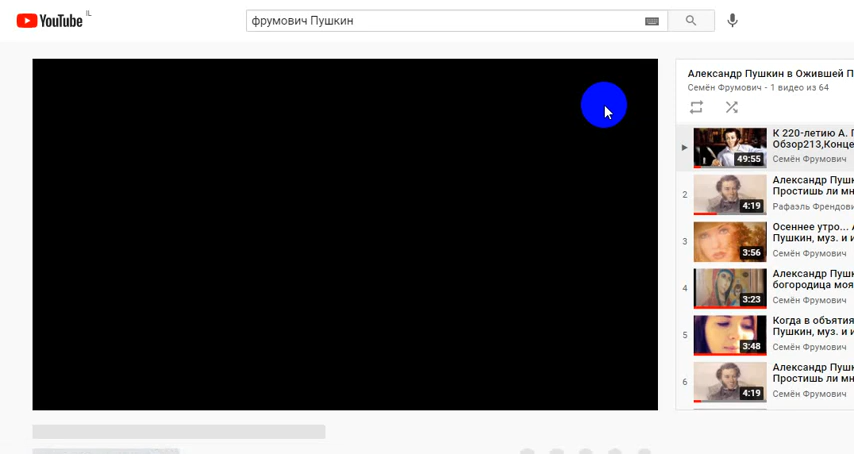 YouTube IL
фрумович Пушкин
Александр Пушкин в Ожившей П
Семён Фрумович - 1 видео из 64
К 220-летию А. Г
Обзор213,Конце
Семён Фрумович
49:55
2
Александр Пушк
Простишь ли мн
Рафаэль Френдови
4:19
3
Осеннее утро... А
Пушкин, муз. и и
Семён Фрумович
3:56
4
Александр Пушк
богородица моя
Семён Фрумович
3:23
5
Когда в объятия
Пушкин, муз. и и
Семён Фрумович
3:48
6
Александр Пушк
Простишь ли мн
Семён Фрумович
4:19